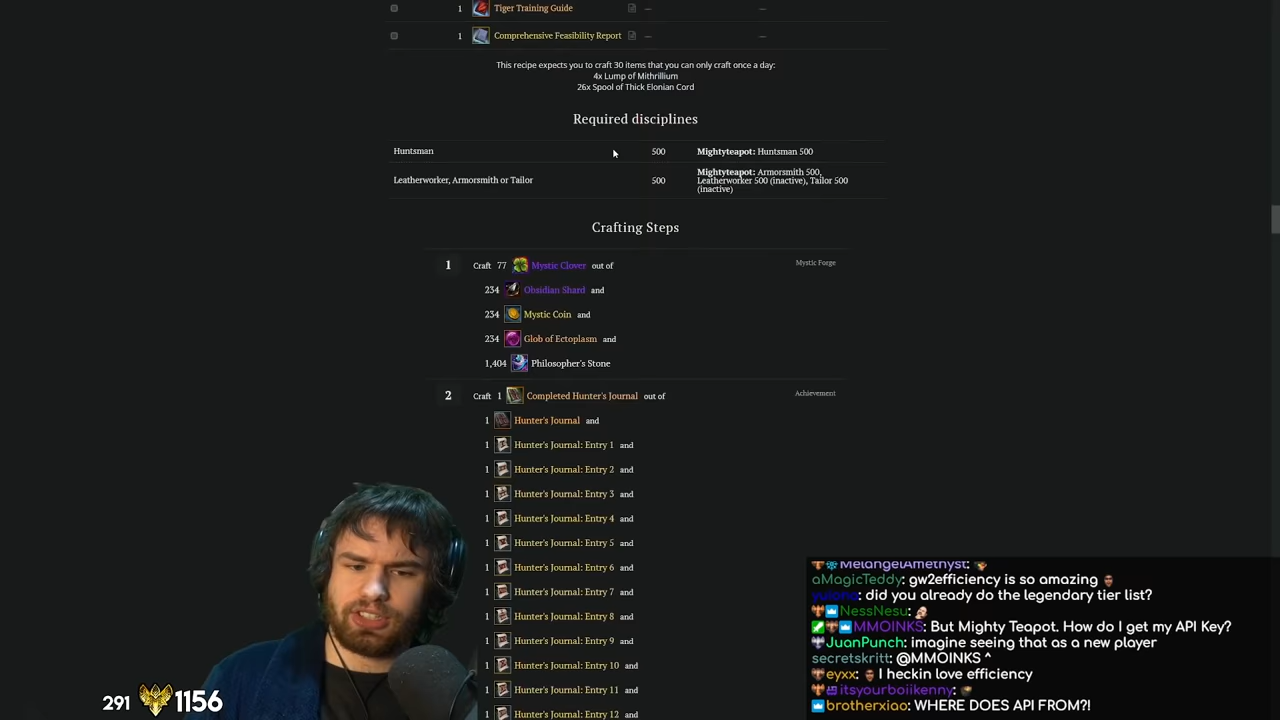 1 Tiger Training Guide — —
1 Comprehensive Feasibility Report — —
This recipe expects you to craft 30 items that you can only craft once a day:
4x Lump of Mithrillium
26x Spool of Thick Elonian Cord
Required disciplines
Huntsman 500 Mightyteapot: Huntsman 500
Leatherworker, Armorsmith or Tailor 500 Mightyteapot: Armorsmith 500,
Leatherworker 500 (inactive), Tailor 500
(inactive)
Crafting Steps
1 Craft 77 Mystic Clover out of Mystic Forge
234 Obsidian Shard and
234 Mystic Coin and
234 Glob of Ectoplasm and
1,404 Philosopher's Stone
2 Craft 1 Completed Hunter's Journal out of Achievement
1 Hunter's Journal and
1 Hunter's Journal: Entry 1 and
1 Hunter's Journal: Entry 2 and
1 Hunter's Journal: Entry 3 and
1 Hunter's Journal: Entry 4 and
1 Hunter's Journal: Entry 5 and
1 Hunter's Journal: Entry 6 and
1 Hunter's Journal: Entry 7 and
1 Hunter's Journal: Entry 8 and
1 Hunter's Journal: Entry 9 and
1 Hunter's Journal: Entry 10 and
1 Hunter's Journal: Entry 11 and
1 Hunter's Journal: Entry 12 and
MelangelAmethyst:
aMagicTeddy: gw2efficiency is so amazing
yulona: did you already do the legendary tier list?
NessNesu:
MMOINKS: But Mighty Teapot. How do I get my API Key?
JuanPunch: imagine seeing that as a new player
secretskritt: @MMOINKS ^
eyxx: I heckin love efficiency
itsyourboiikenny:
brotherxiao: WHERE DOES API FROM?!
291 1156